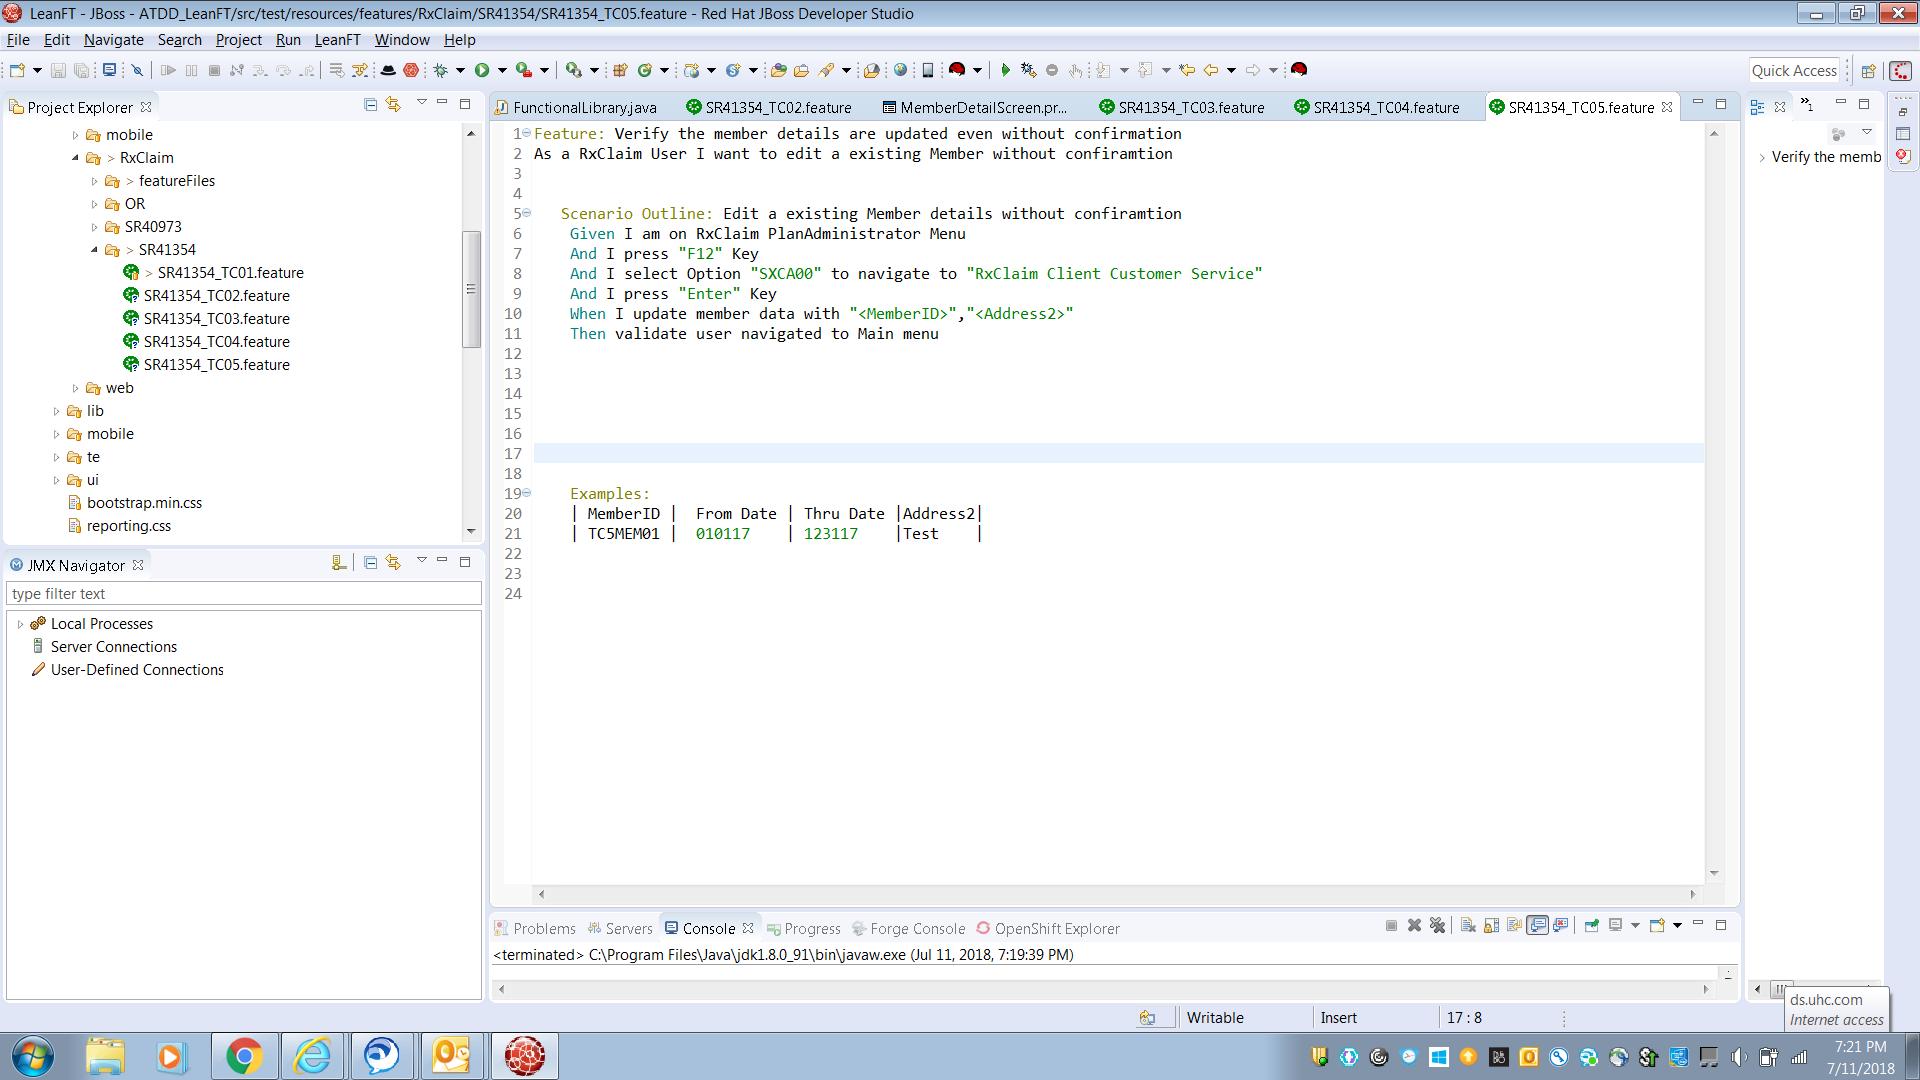 LeanFT - JBoss - ATDD_LeanFT/src/test/resources/features/RxClaim/SR41354/SR41354_TC05.feature - Red Hat JBoss Developer Studio
File Edit Navigate Search Project Run LeanFT Window Help
Quick Access
Project Explorer
mobile
> RxClaim
> featureFiles
OR
SR40973
> SR41354
> SR41354_TC01.feature
SR41354_TC02.feature
SR41354_TC03.feature
SR41354_TC04.feature
SR41354_TC05.feature
web
lib
mobile
te
ui
bootstrap.min.css
reporting.css
JMX Navigator
type filter text
Local Processes
Server Connections
User-Defined Connections
FunctionalLibrary.java SR41354_TC02.feature MemberDetailScreen.pr... SR41354_TC03.feature SR41354_TC04.feature SR41354_TC05.feature
1 Feature: Verify the member details are updated even without confirmation
2 As a RxClaim User I want to edit a existing Member without confiramtion
3
4
5 Scenario Outline: Edit a existing Member details without confiramtion
6 Given I am on RxClaim PlanAdministrator Menu
7 And I press "F12" Key
8 And I select Option "SXCA00" to navigate to "RxClaim Client Customer Service"
9 And I press "Enter" Key
10 When I update member data with "<MemberID>","<Address2>"
11 Then validate user navigated to Main menu
12
13
14
15
16
17
18
19 Examples:
20 | MemberID | From Date | Thru Date |Address2|
21 | TC5MEM01 | 010117 | 123117 |Test |
22
23
24
»1
Verify the memb
Problems Servers Console Progress Forge Console OpenShift Explorer
<terminated> C:\Program Files\Java\jdk1.8.0_91\bin\javaw.exe (Jul 11, 2018, 7:19:39 PM)
Writable Insert 17 : 8
ds.uhc.com
Internet access
7:21 PM
7/11/2018